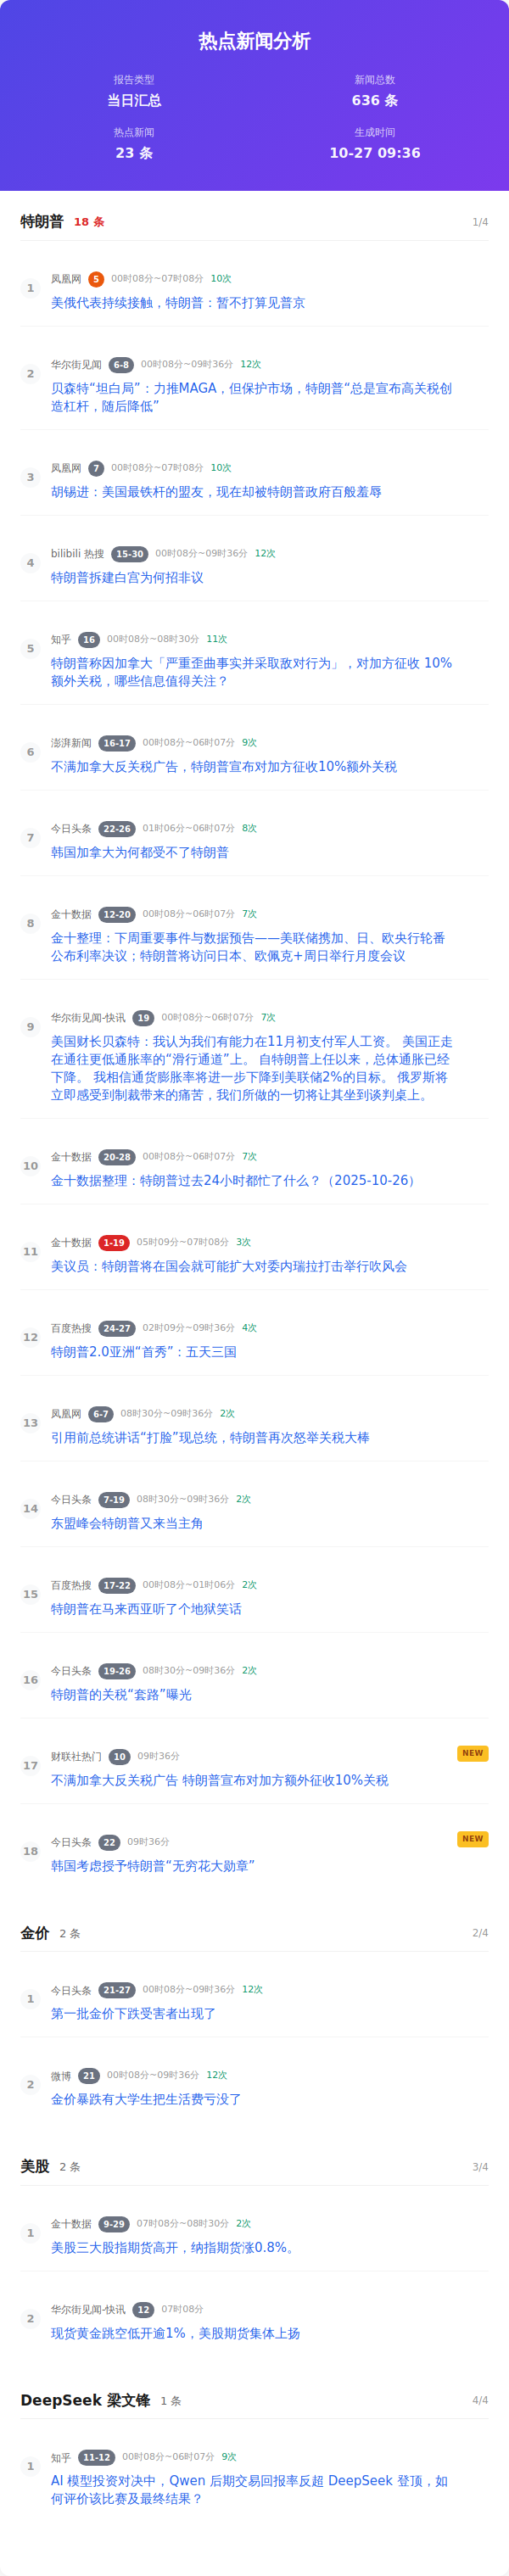 热点新闻分析
报告类型
新闻总数
当日汇总
636 条
热点新闻
生成时间
23 条
10-27 09:36
特朗普 18 条 1/4
1
凤凰网 5 00时08分~07时08分 10次
美俄代表持续接触，特朗普：暂不打算见普京
2
华尔街见闻 6-8 00时08分~09时36分 12次
贝森特“坦白局”：力推MAGA，但保护市场，特朗普“总是宣布高关税创
造杠杆，随后降低”
3
凤凰网 7 00时08分~07时08分 10次
胡锡进：美国最铁杆的盟友，现在却被特朗普政府百般羞辱
4
bilibili 热搜 15-30 00时08分~09时36分 12次
特朗普拆建白宫为何招非议
5
知乎 16 00时08分~08时30分 11次
特朗普称因加拿大「严重歪曲事实并采取敌对行为」，对加方征收 10%
额外关税，哪些信息值得关注？
6
澎湃新闻 16-17 00时08分~06时07分 9次
不满加拿大反关税广告，特朗普宣布对加方征收10%额外关税
7
今日头条 22-26 01时06分~06时07分 8次
韩国加拿大为何都受不了特朗普
8
金十数据 12-20 00时08分~06时07分 7次
金十整理：下周重要事件与数据预告——美联储携加、日、欧央行轮番
公布利率决议；特朗普将访问日本、欧佩克+周日举行月度会议
9
华尔街见闻-快讯 19 00时08分~06时07分 7次
美国财长贝森特：我认为我们有能力在11月初支付军人工资。 美国正走
在通往更低通胀率的“滑行通道”上。 自特朗普上任以来，总体通胀已经
下降。 我相信通货膨胀率将进一步下降到美联储2%的目标。 俄罗斯将
立即感受到制裁带来的痛苦，我们所做的一切将让其坐到谈判桌上。
10
金十数据 20-28 00时08分~06时07分 7次
金十数据整理：特朗普过去24小时都忙了什么？（2025-10-26）
11
金十数据 1-19 05时09分~07时08分 3次
美议员：特朗普将在国会就可能扩大对委内瑞拉打击举行吹风会
12
百度热搜 24-27 02时09分~09时36分 4次
特朗普2.0亚洲“首秀”：五天三国
13
凤凰网 6-7 08时30分~09时36分 2次
引用前总统讲话“打脸”现总统，特朗普再次怒举关税大棒
14
今日头条 7-19 08时30分~09时36分 2次
东盟峰会特朗普又来当主角
15
百度热搜 17-22 00时08分~01时06分 2次
特朗普在马来西亚听了个地狱笑话
16
今日头条 19-26 08时30分~09时36分 2次
特朗普的关税“套路”曝光
17
财联社热门 10 09时36分 NEW
不满加拿大反关税广告 特朗普宣布对加方额外征收10%关税
18
今日头条 22 09时36分 NEW
韩国考虑授予特朗普“无穷花大勋章”
金价 2 条 2/4
1
今日头条 21-27 00时08分~09时36分 12次
第一批金价下跌受害者出现了
2
微博 21 00时08分~09时36分 12次
金价暴跌有大学生把生活费亏没了
美股 2 条 3/4
1
金十数据 9-29 07时08分~08时30分 2次
美股三大股指期货高开，纳指期货涨0.8%。
2
华尔街见闻-快讯 12 07时08分
现货黄金跳空低开逾1%，美股期货集体上扬
DeepSeek 梁文锋 1 条 4/4
1
知乎 11-12 00时08分~06时07分 9次
AI 模型投资对决中，Qwen 后期交易回报率反超 DeepSeek 登顶，如
何评价该比赛及最终结果？